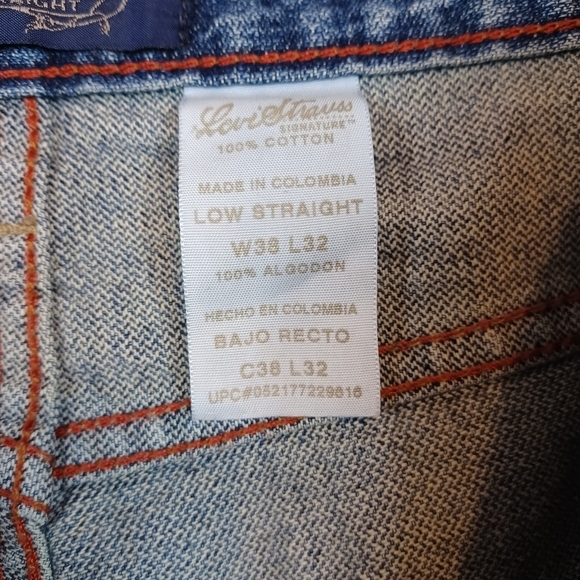 RAIGHT
Levi Strauss
SIGNATURE™
100% COTTON
MADE IN COLOMBIA
LOW STRAIGHT
W38 L32
100% ALGODON
HECHO EN COLOMBIA
BAJO RECTO
C38 L32
UPC#052177229816